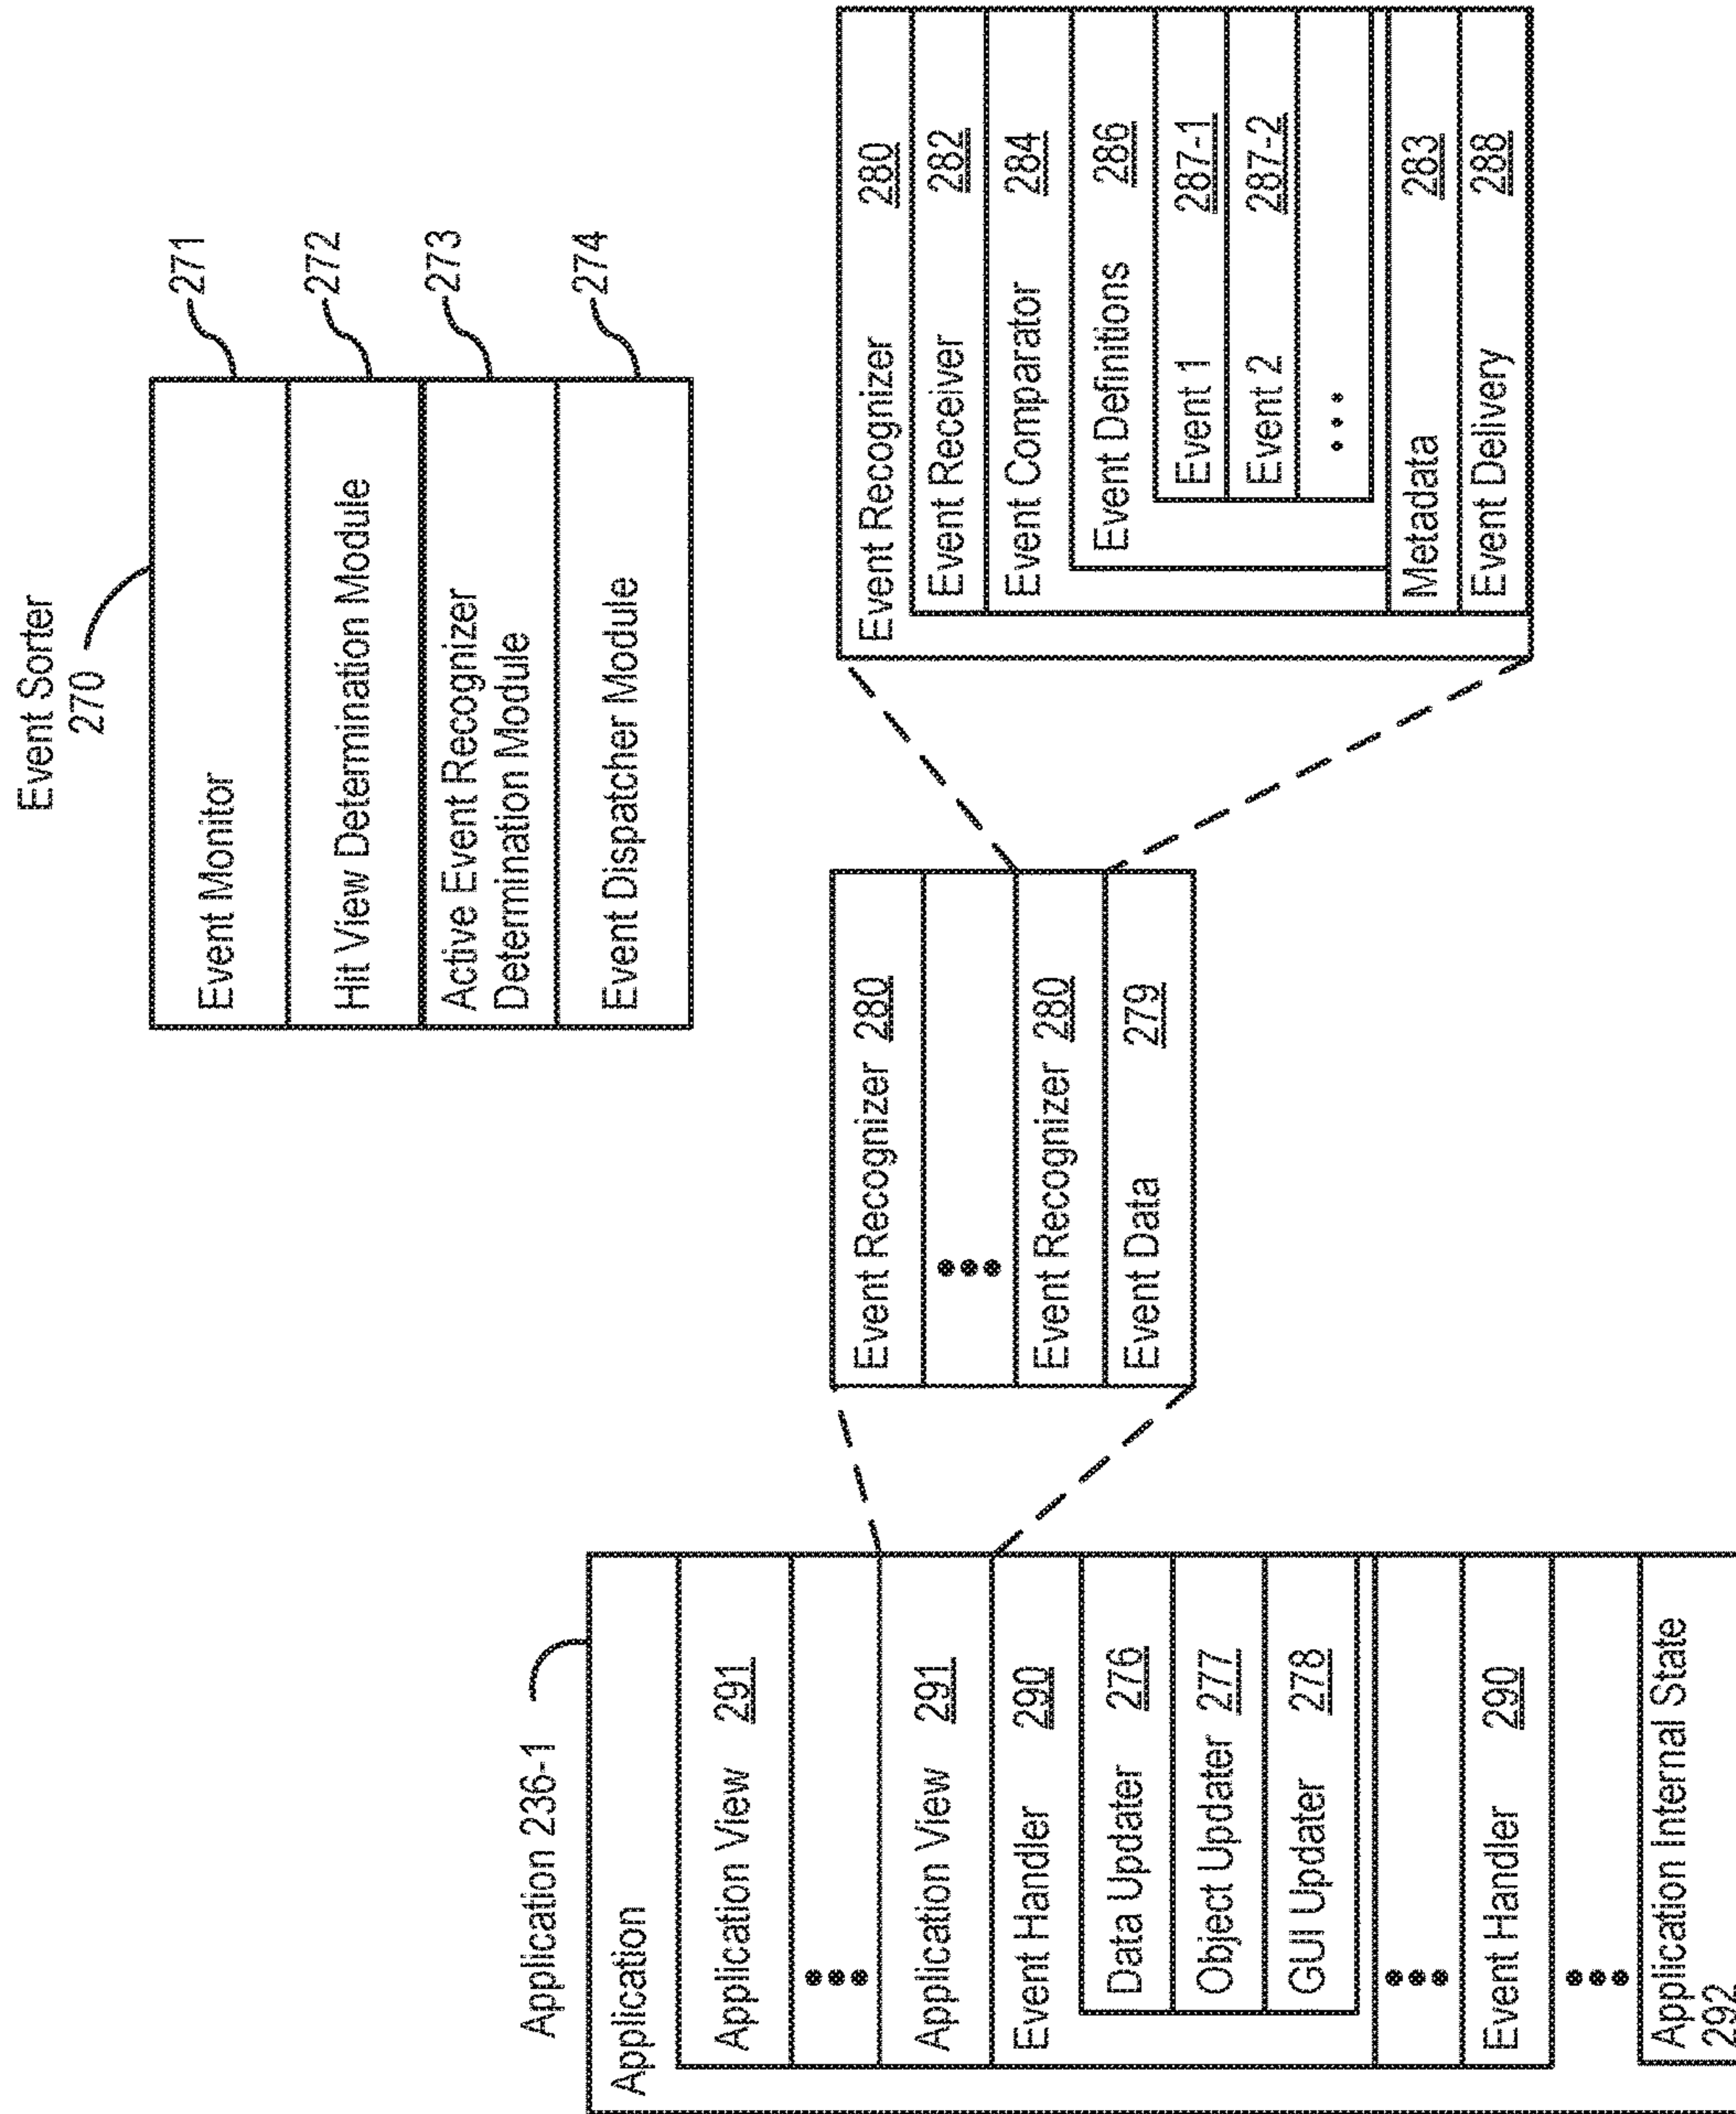 Event Sorter
270
Event Monitor
271
Hit View Determination Module
272
Active Event Recognizer
Determination Module
273
Event Dispatcher Module
274
Application 236-1
Application
Application View 291
•••
Application View 291
Event Handler 290
Data Updater 276
Object Updater 277
GUI Updater 278
•••
Event Handler 290
•••
Application Internal State
292
Event Recognizer 280
•••
Event Recognizer 280
Event Data 279
Event Recognizer 280
Event Receiver 282
Event Comparator 284
Event Definitions 286
Event 1 287-1
Event 2 287-2
•••
Metadata 283
Event Delivery 288